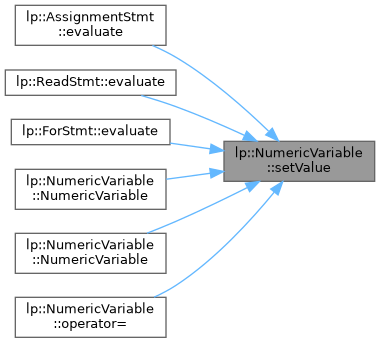 lp::AssignmentStmt
::evaluate
lp::ReadStmt::evaluate
lp::ForStmt::evaluate
lp::NumericVariable
::setValue
lp::NumericVariable
::NumericVariable
lp::NumericVariable
::NumericVariable
lp::NumericVariable
::operator=